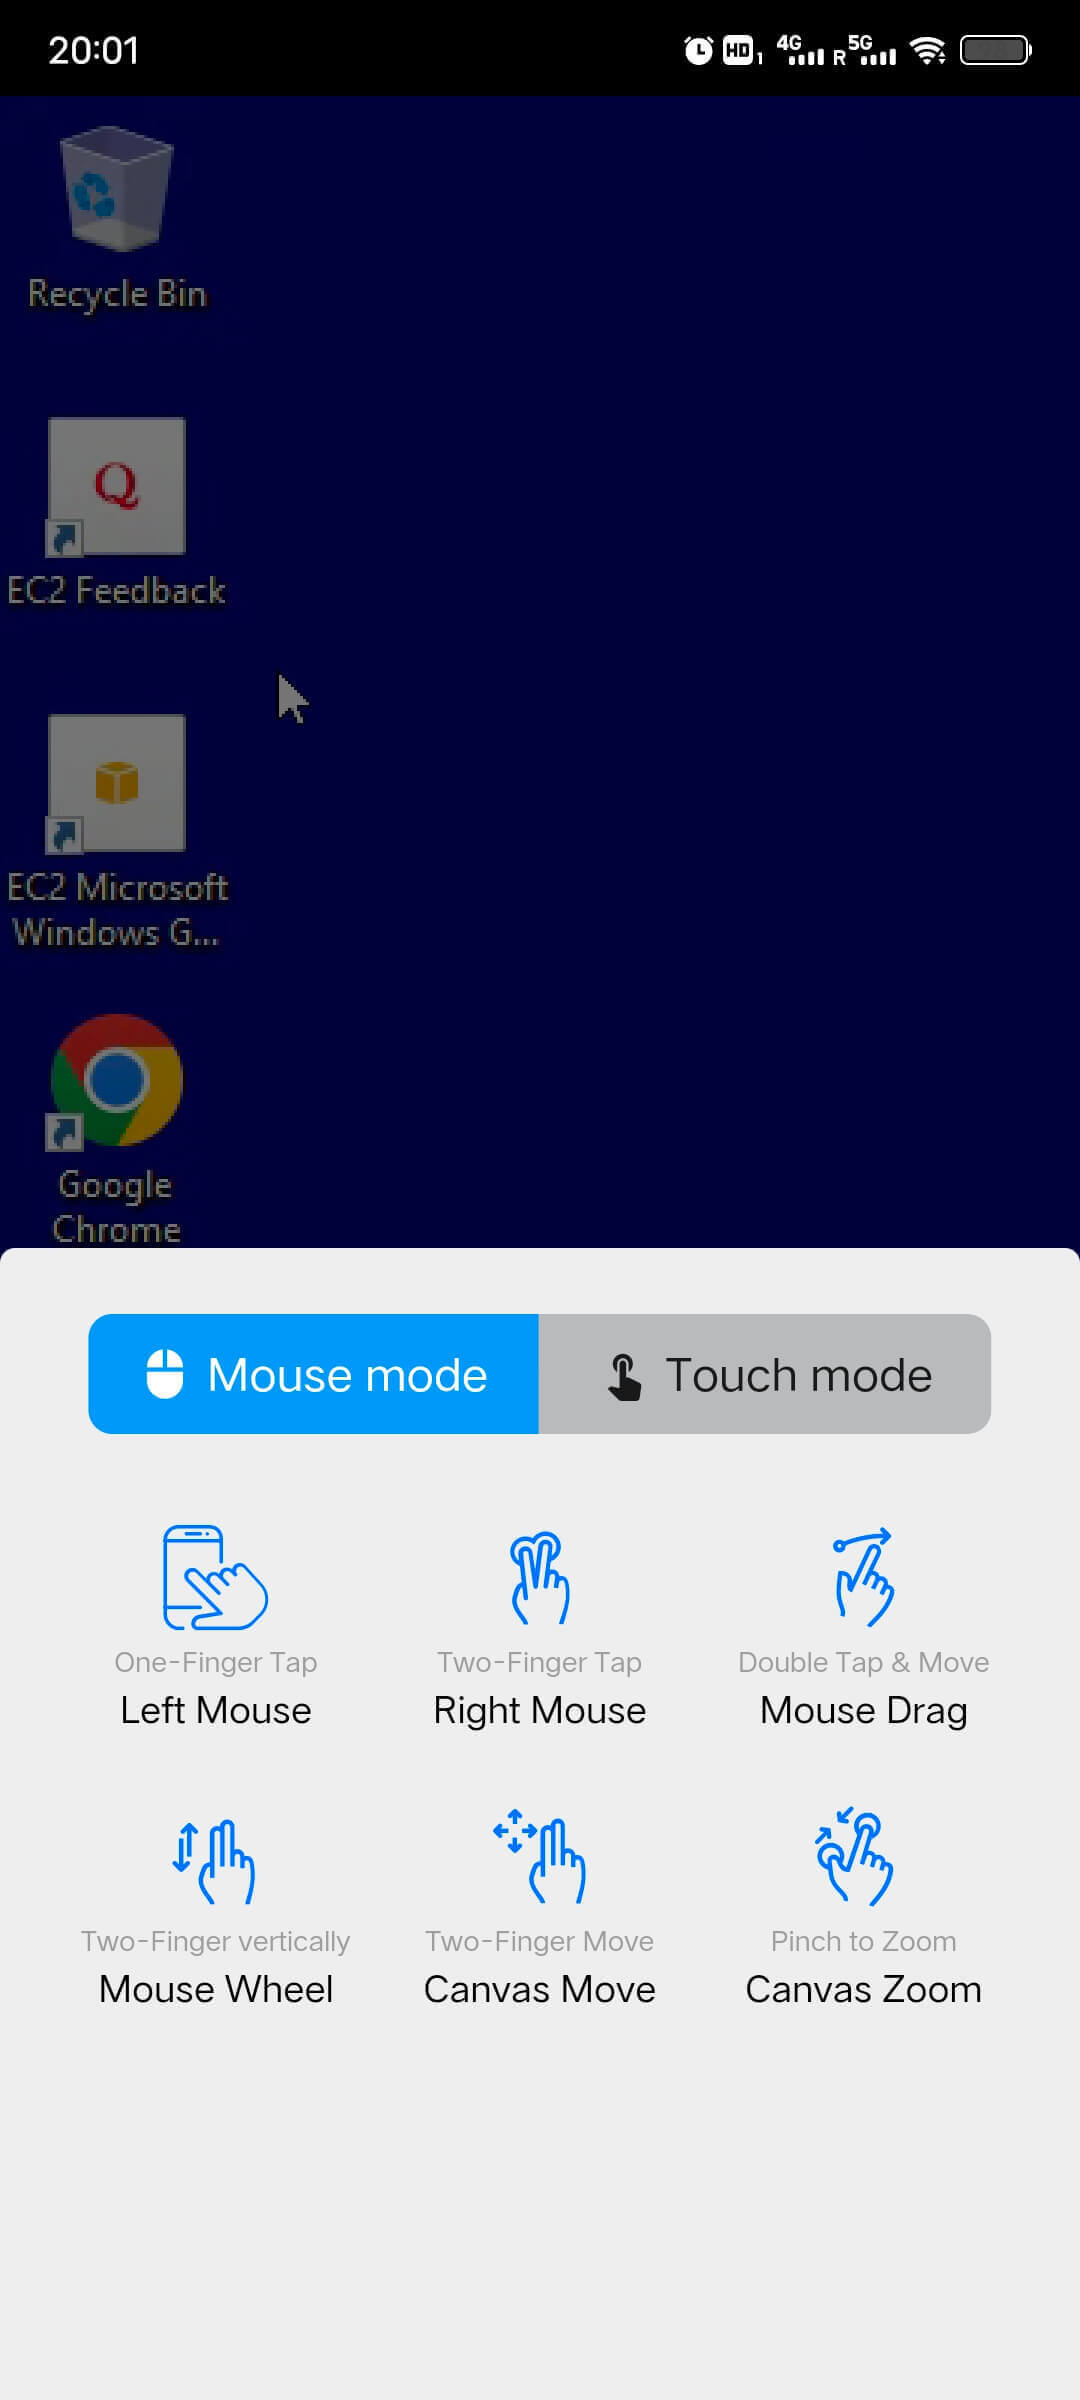 20:01
HD 1 4G R 5G
Recycle Bin
Q
EC2 Feedback
EC2 Microsoft
Windows G...
Google
Chrome
Mouse mode
Touch mode
One-Finger Tap
Left Mouse
Two-Finger Tap
Right Mouse
Double Tap & Move
Mouse Drag
Two-Finger vertically
Mouse Wheel
Two-Finger Move
Canvas Move
Pinch to Zoom
Canvas Zoom